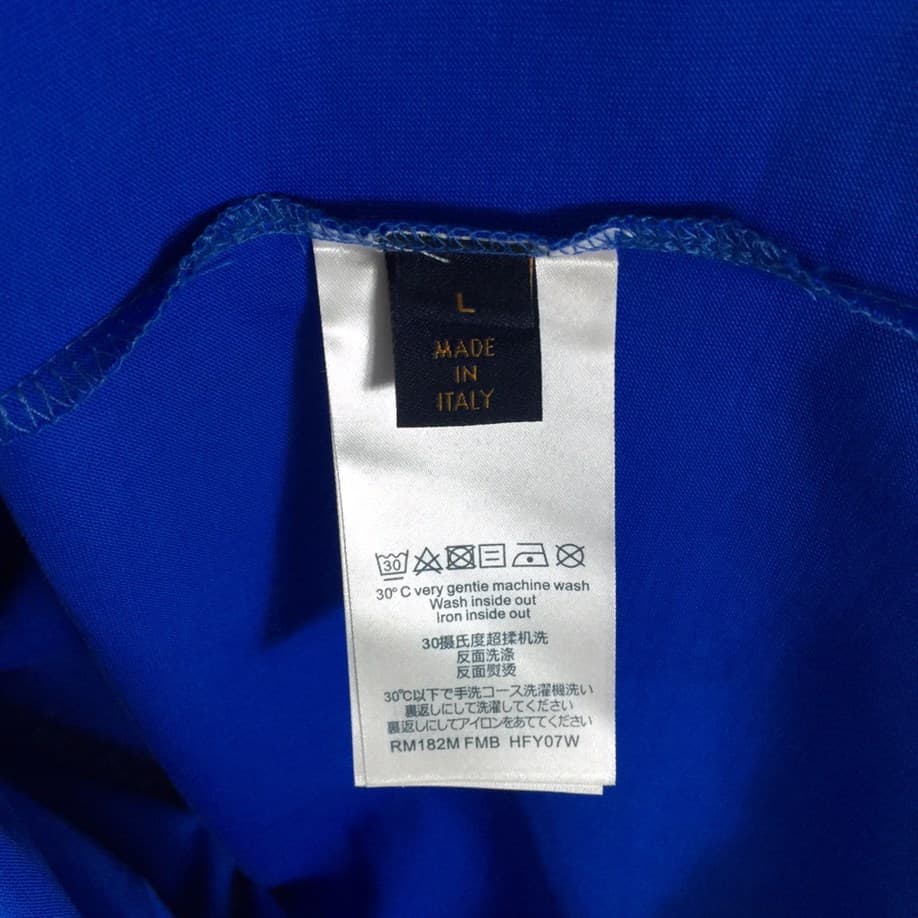 L
MADE
IN
ITALY
30
30°C very gentie machine wash
Wash inside out
Iron inside out
30摄氏度超揉机洗
反面洗涤
反面熨烫
30℃以下で手洗コース洗濯機洗い
裏返しにして洗濯してください
裏返しにしてアイロンをあててください
RM182M FMB HFY07W